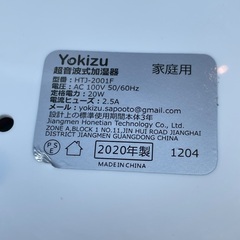 Yokizu
超音波式加湿器 家庭用
型名：HTJ-2001F
電圧：AC 100V 50/60Hz
定格電力：20W
電流ヒューズ：2.5A
メール：
yokizu.sapooto@gmail.com
設計上の標準使用期間本体3年
Jiangmen Honetian Technology Co., Ltd.
ZONE A,BLOCK 1 NO.11,JIN HUI ROAD JIANGHAI
DISTRICT JIANGMEN GUANGDONG CHINA
PSE 2020年製 1204
MADE IN CHINA